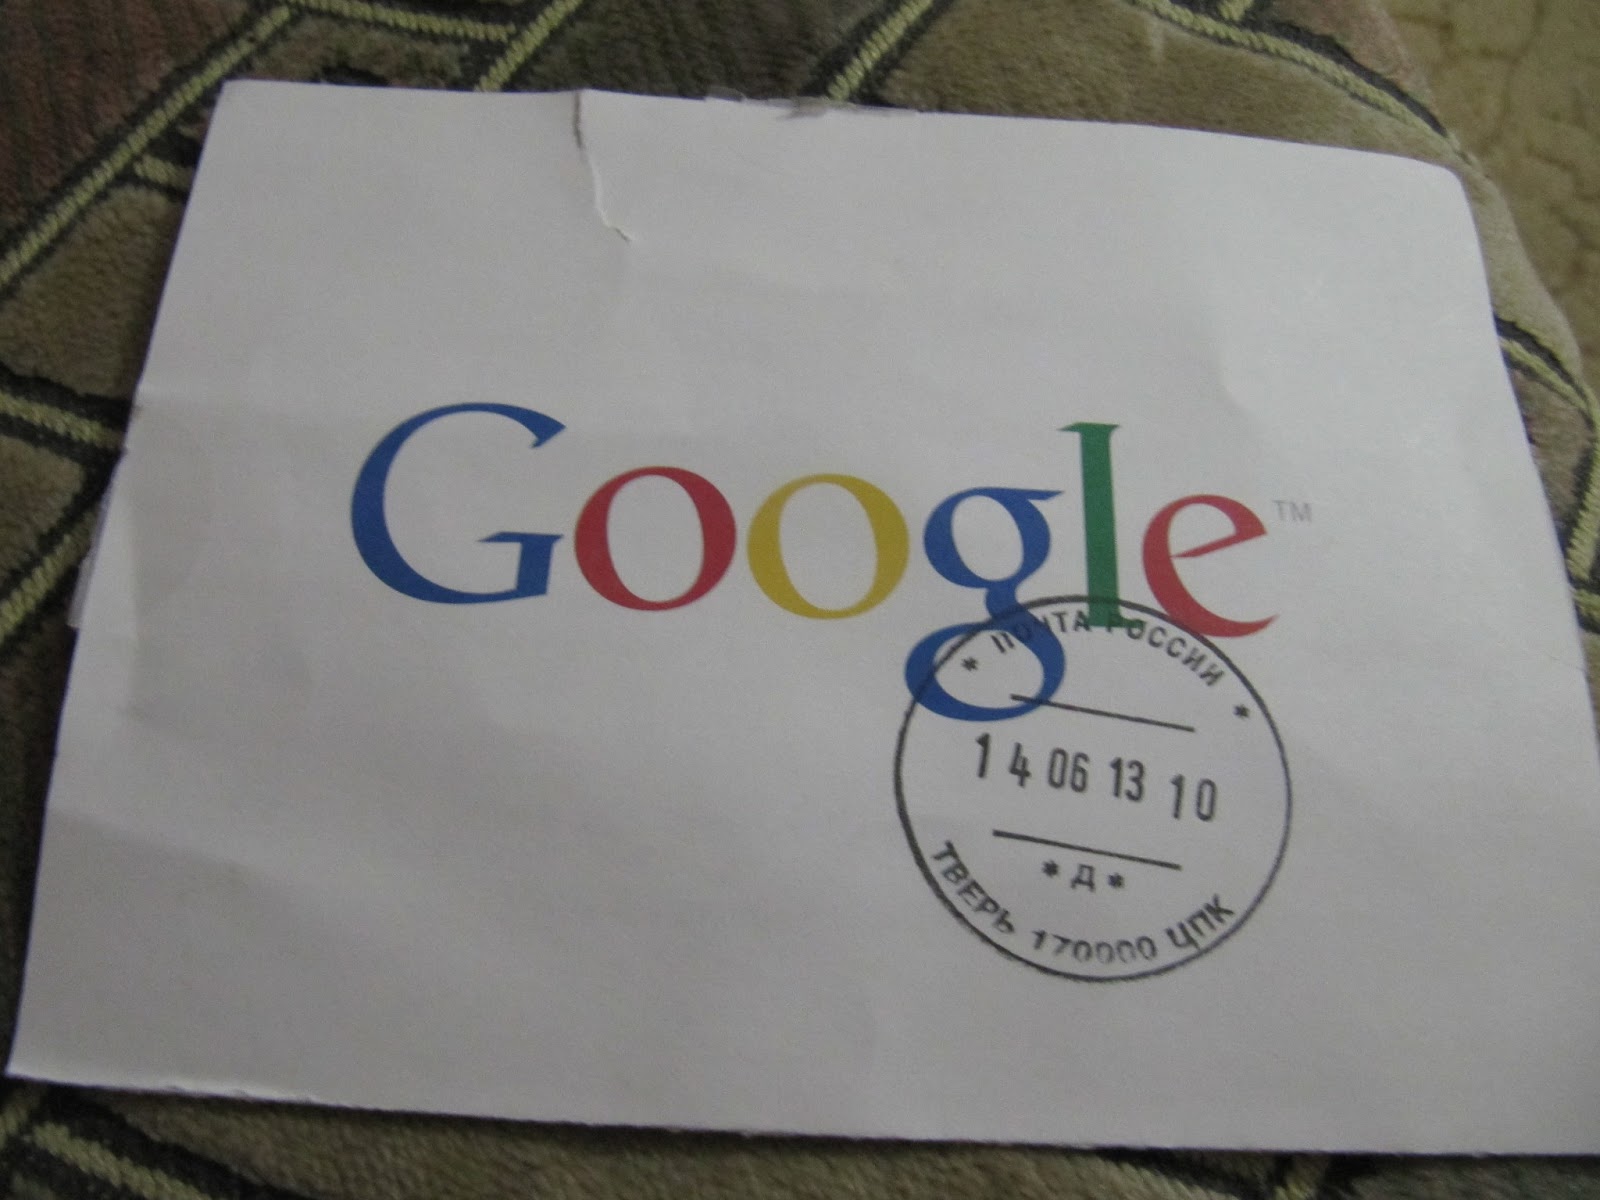 Google™
* ПОЧТА РОССИИ *
14 06 13 10
* Д *
ТВЕРЬ 170000 ЦПК